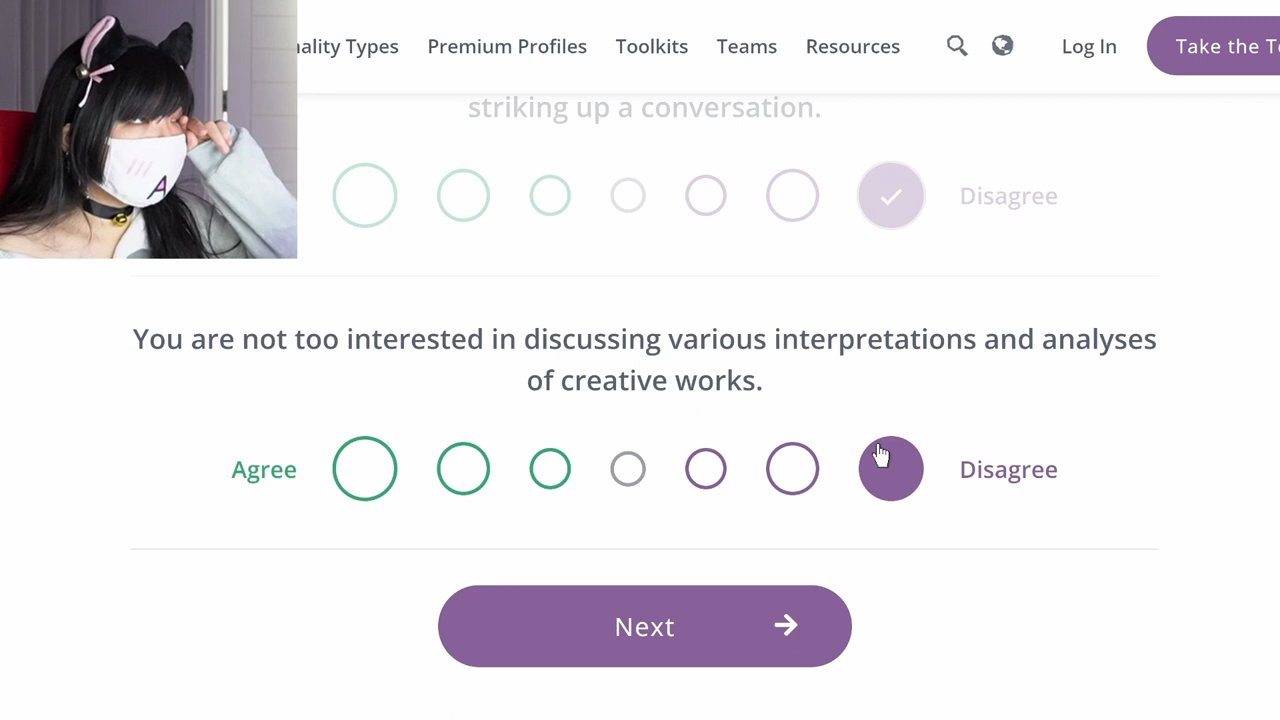 ality Types Premium Profiles Toolkits Teams Resources Log In Take the T
striking up a conversation.
Disagree
You are not too interested in discussing various interpretations and analyses
of creative works.
Agree Disagree
Next
A